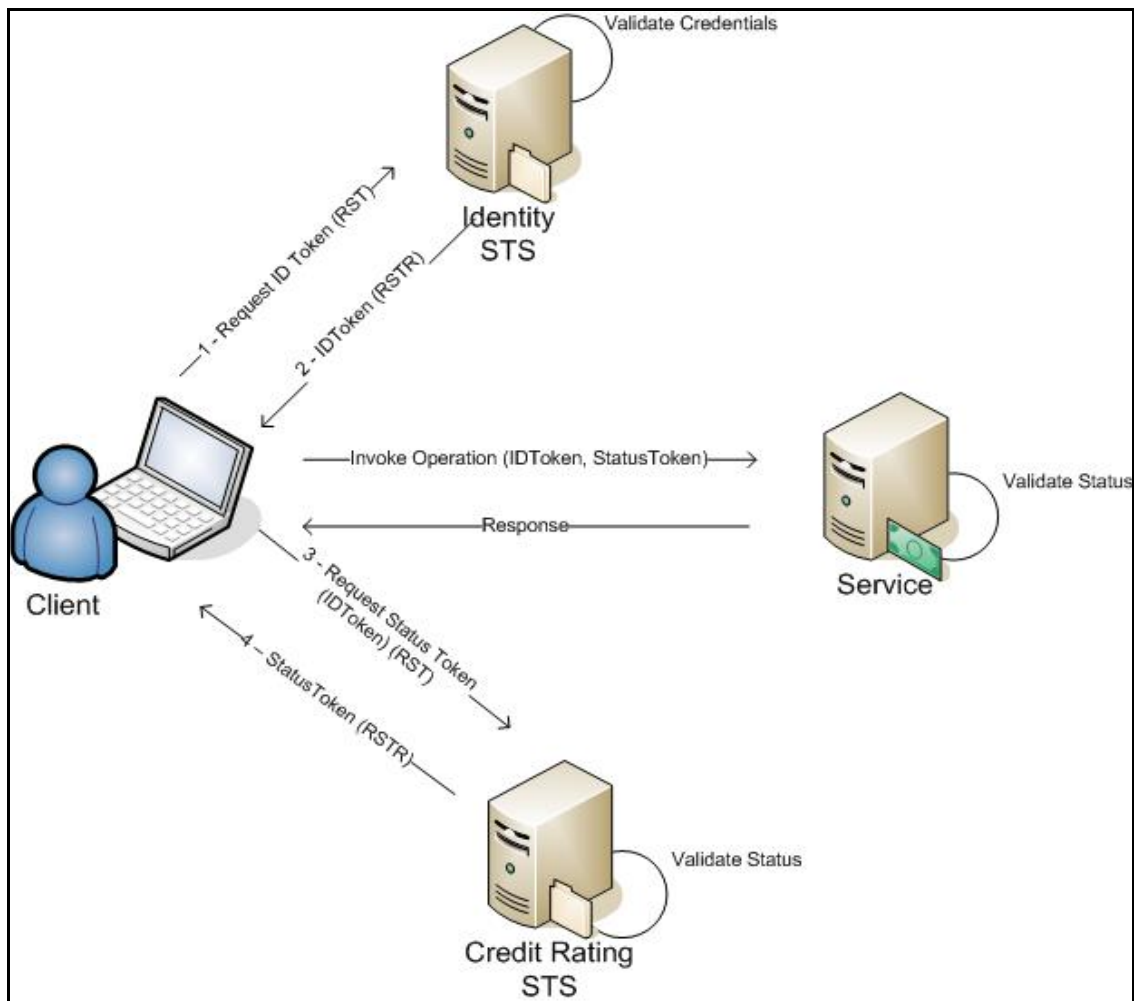 Validate Credentials
Identity
STS
1 - Request ID Token (RST)
2 - IDToken (RSTR)
Invoke Operation (IDToken, StatusToken)
Validate Status
Response
Client
Service
3 - Request Status Token
(IDToken) (RST)
4 – StatusToken (RSTR)
Validate Status
Credit Rating
STS